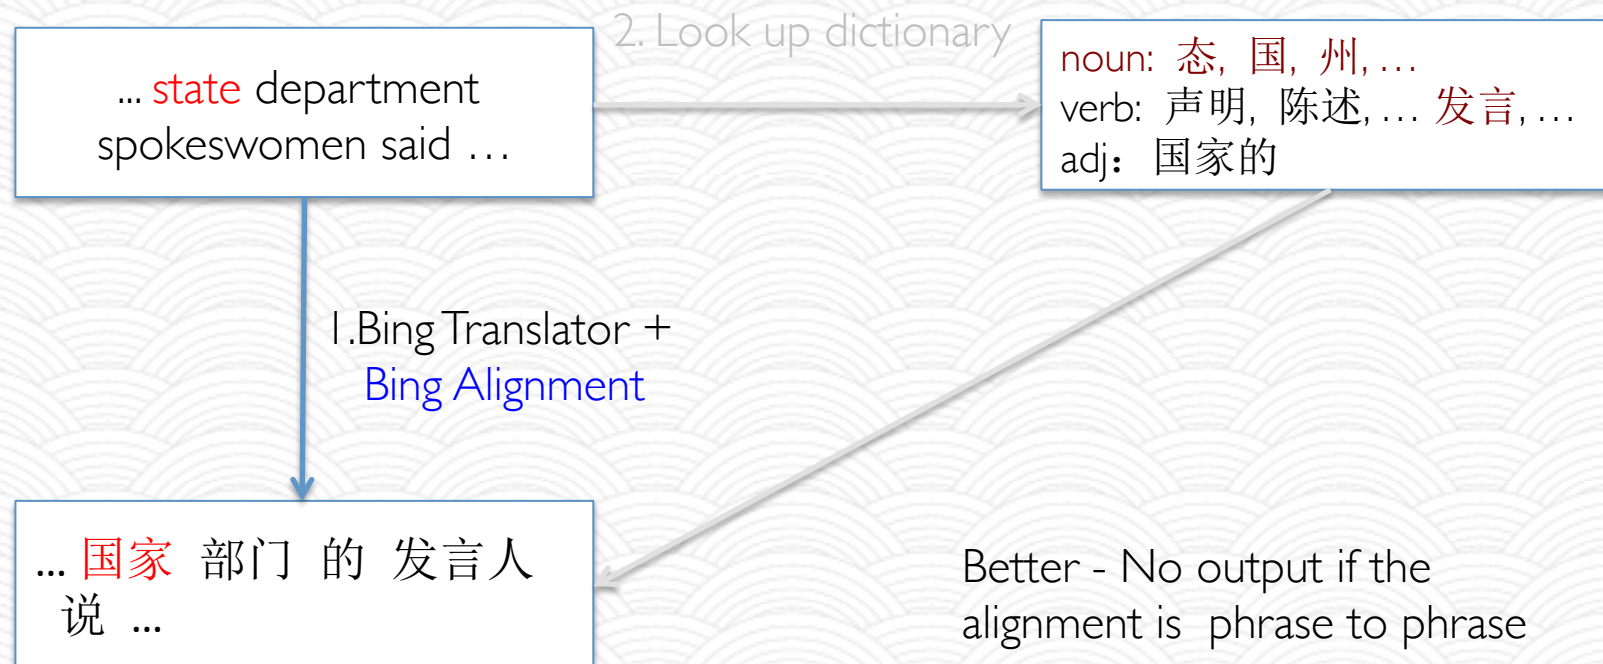 2. Look up dictionary
... state department
spokeswomen said ...
noun: 态, 国, 州, ...
verb: 声明, 陈述, ... 发言, ...
adj：国家的
1.Bing Translator +
Bing Alignment
... 国家 部门 的 发言人
说 ...
Better - No output if the
alignment is phrase to phrase